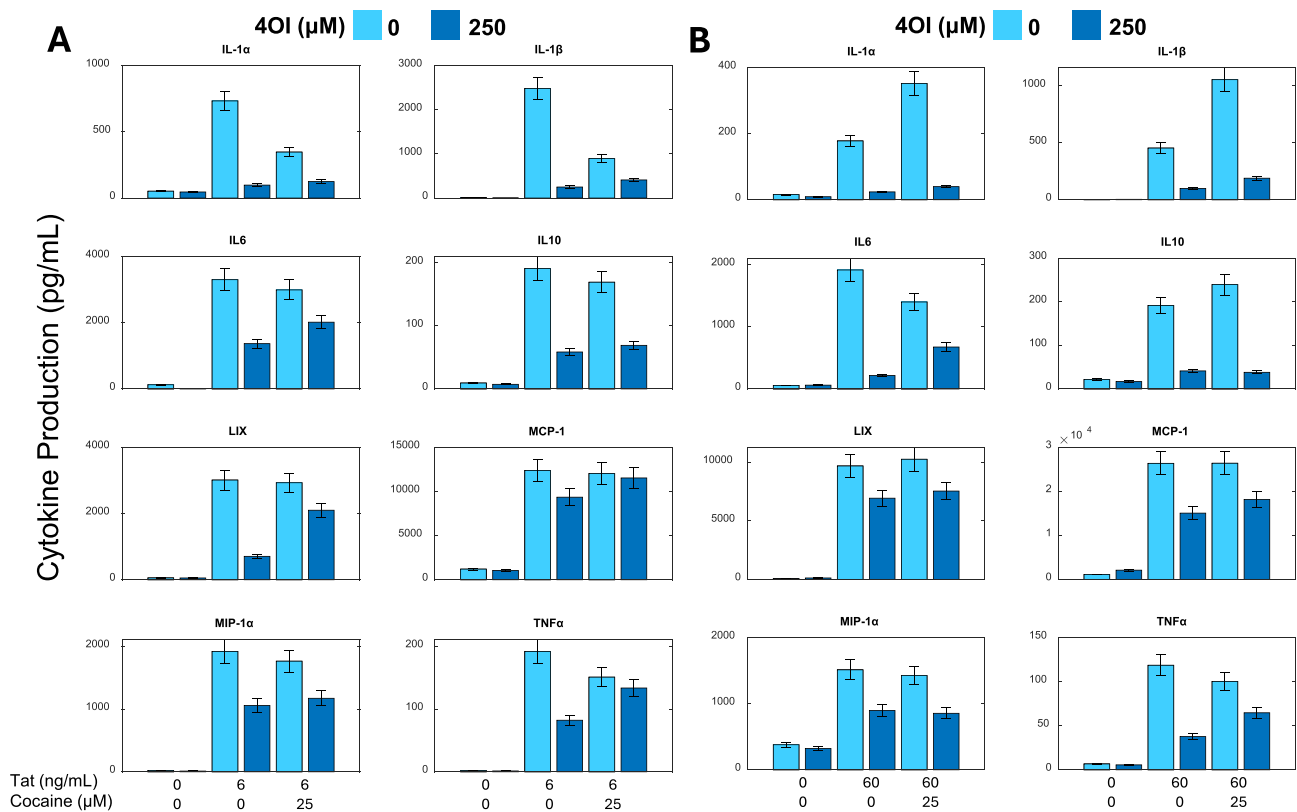 A
4OI (µM) 0 250
IL-1α
1000
500
0
IL-1β
3000
2000
1000
0
IL6
4000
2000
0
IL10
200
100
0
LIX
4000
2000
0
MCP-1
15000
10000
5000
0
MIP-1α
2000
1000
0
TNFα
200
100
0
Cytokine Production (pg/mL)
B
4OI (µM) 0 250
IL-1α
400
200
0
IL-1β
1000
500
0
IL6
2000
1000
0
IL10
300
200
100
0
LIX
10000
5000
0
MCP-1
× 10⁴
3
2
1
0
MIP-1α
2000
1000
0
TNFα
150
100
50
0
Tat (ng/mL) 0 6 6 0 6 6 0 60 60 0 60 60
Cocaine (µM) 0 0 25 0 0 25 0 0 25 0 0 25